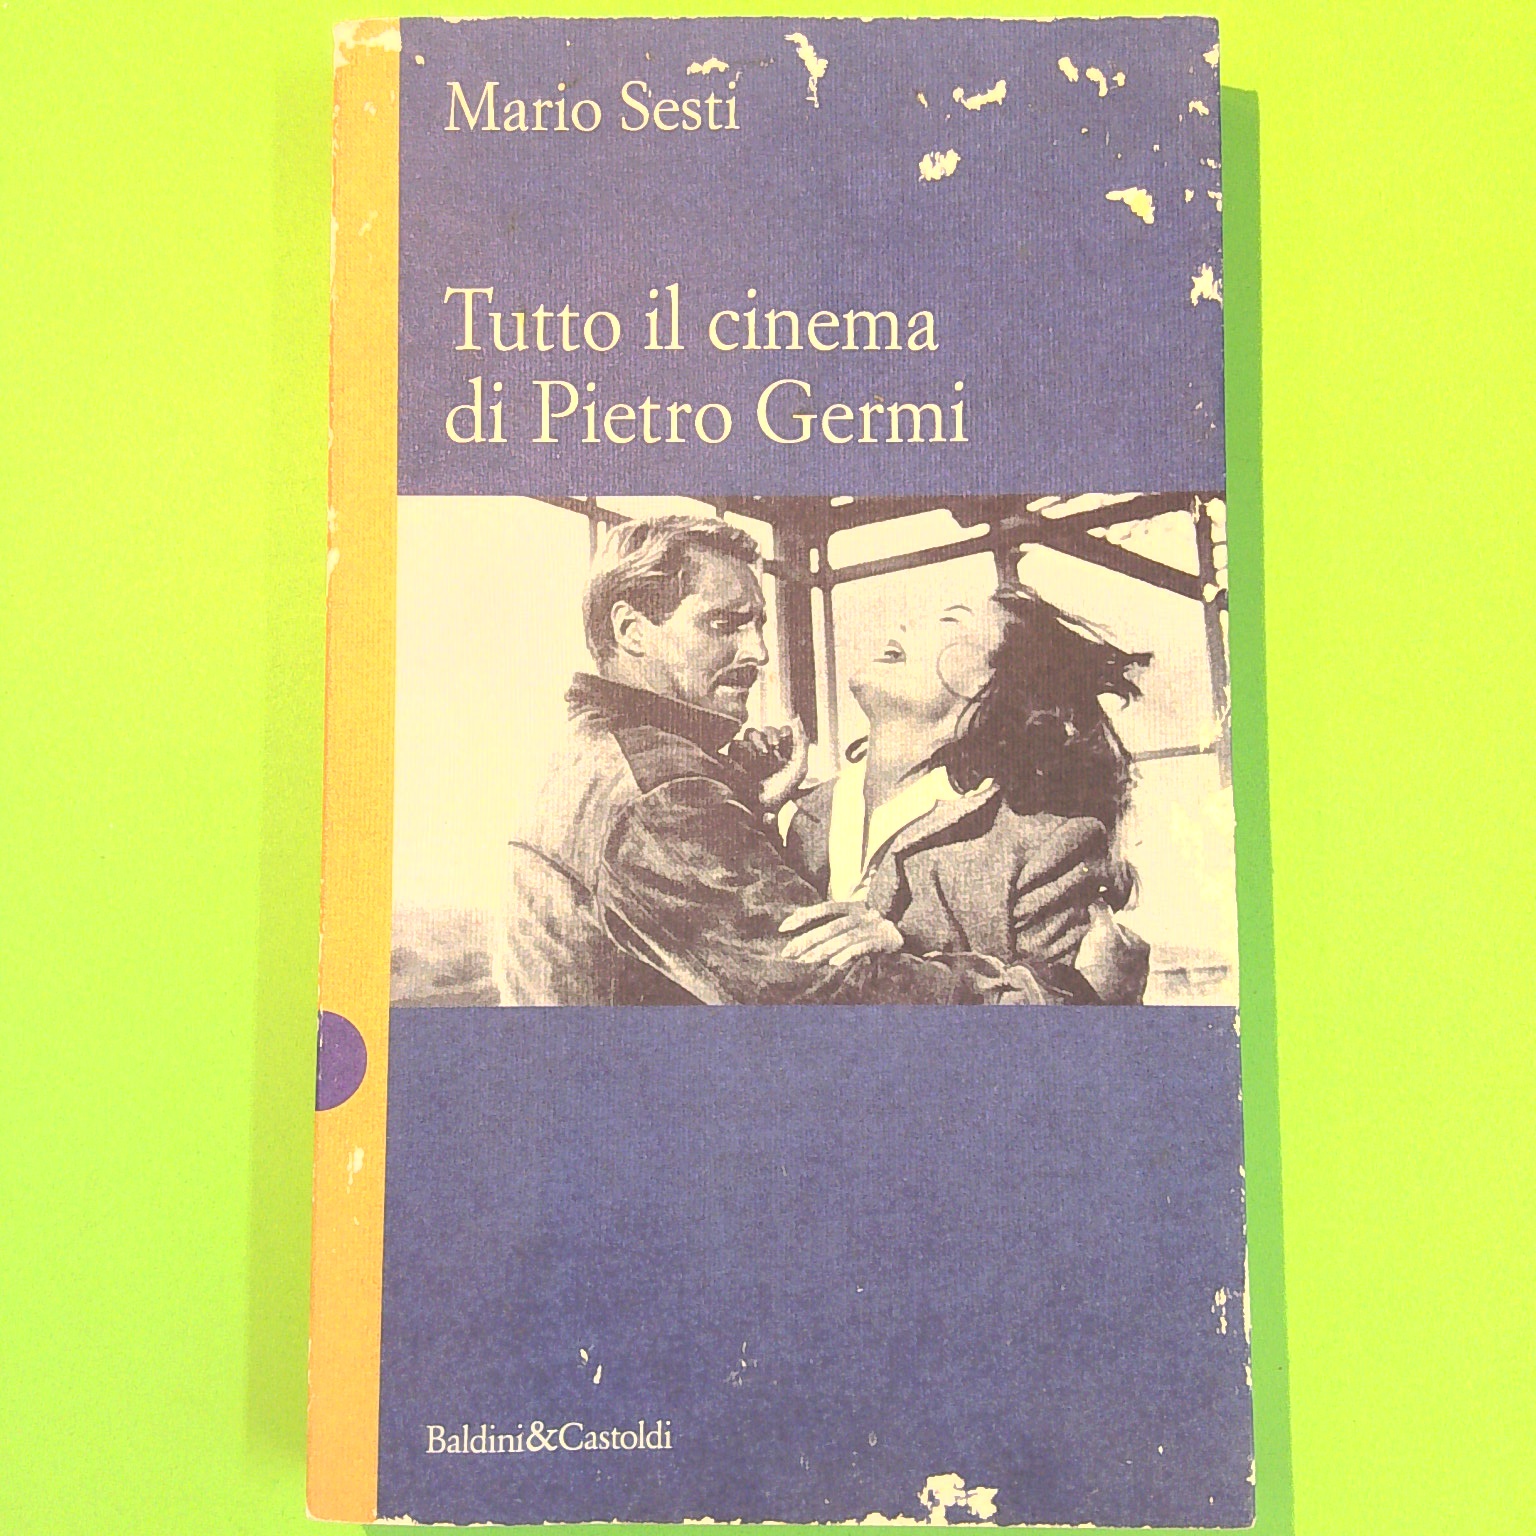 Mario Sesti
Tutto il cinema
di Pietro Germi
Baldini&Castoldi